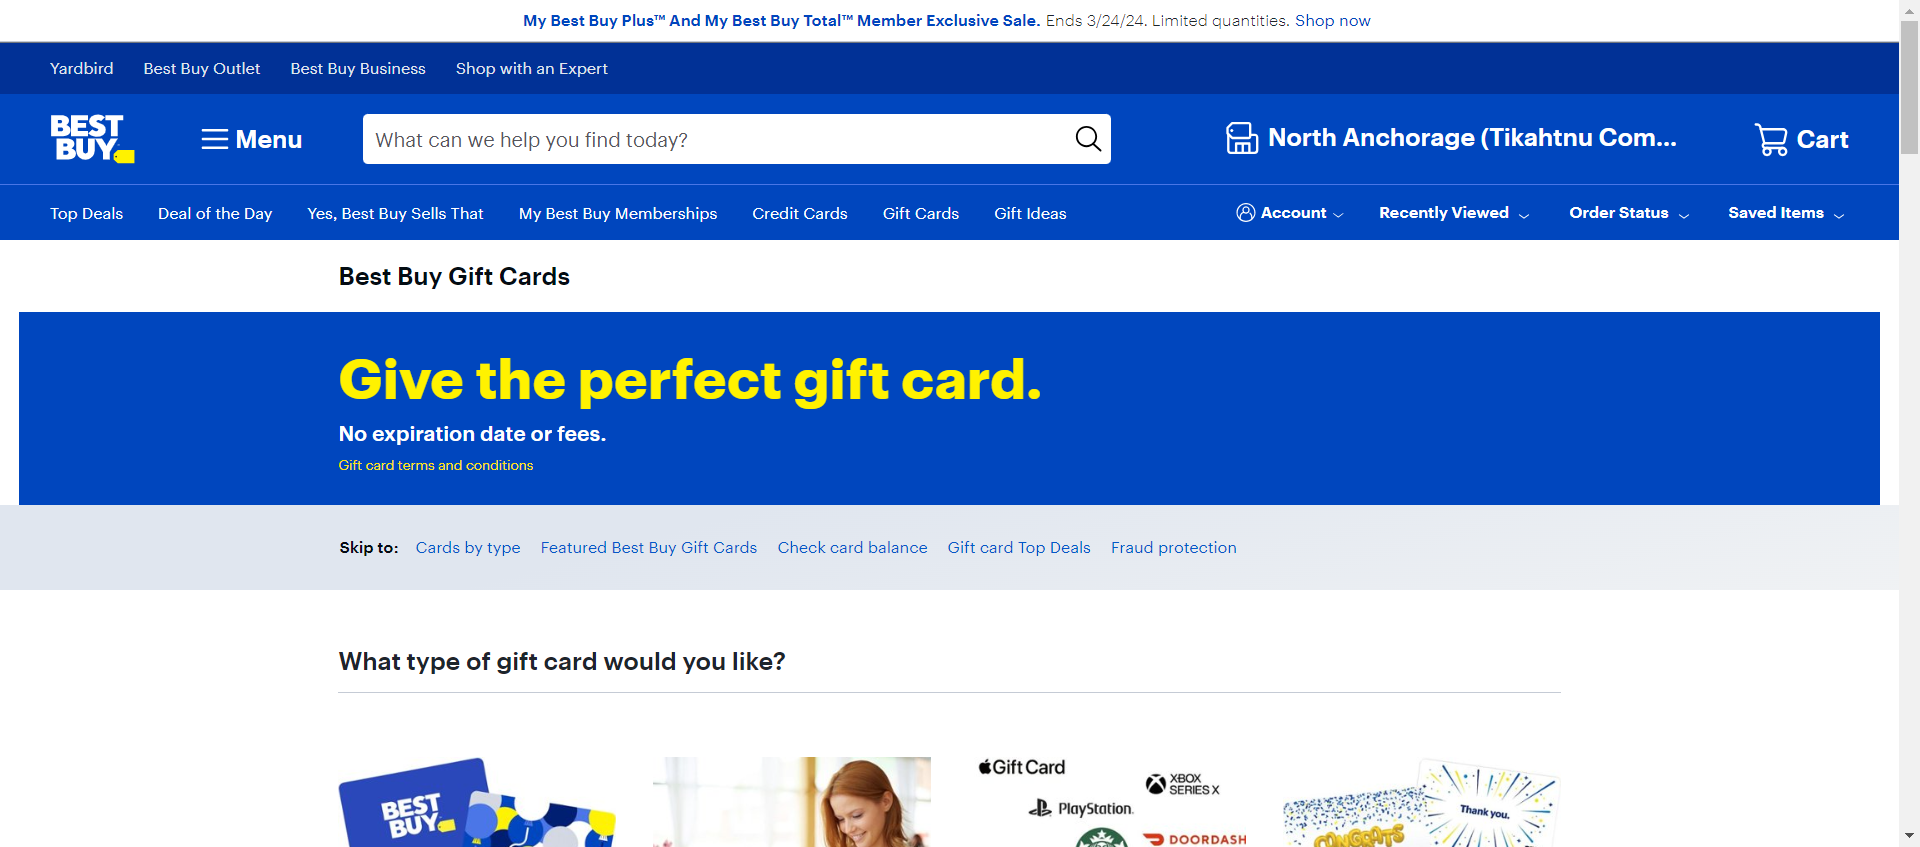 My Best Buy Plus™ And My Best Buy Total™ Member Exclusive Sale. Ends 3/24/24. Limited quantities. Shop now
Yardbird Best Buy Outlet Best Buy Business Shop with an Expert
BEST BUY Menu What can we help you find today? North Anchorage (Tikahtnu Com... Cart
Top Deals Deal of the Day Yes, Best Buy Sells That My Best Buy Memberships Credit Cards Gift Cards Gift Ideas Account Recently Viewed Order Status Saved Items
Best Buy Gift Cards
Give the perfect gift card.
No expiration date or fees.
Gift card terms and conditions
Skip to: Cards by type Featured Best Buy Gift Cards Check card balance Gift card Top Deals Fraud protection
What type of gift card would you like?
BEST
BUY
Gift Card
XBOX
SERIES X
PlayStation.
DOORDASH
CONGRATS
Thank you.